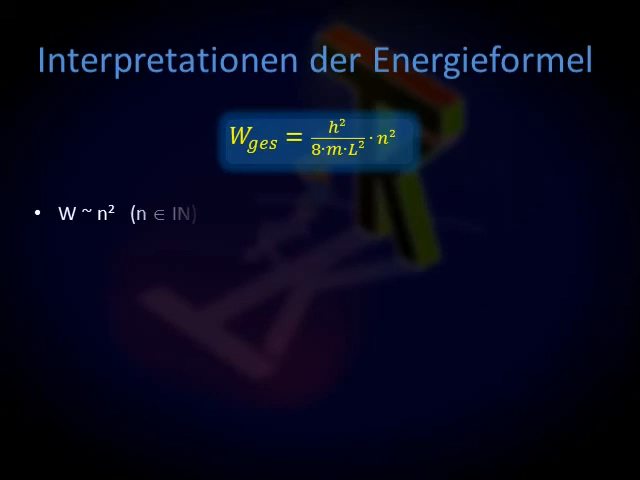 Interpretationen der Energieformel
W_ges = h²/(8·m·L²) · n²
• W ~ n² (n ∈ IN)